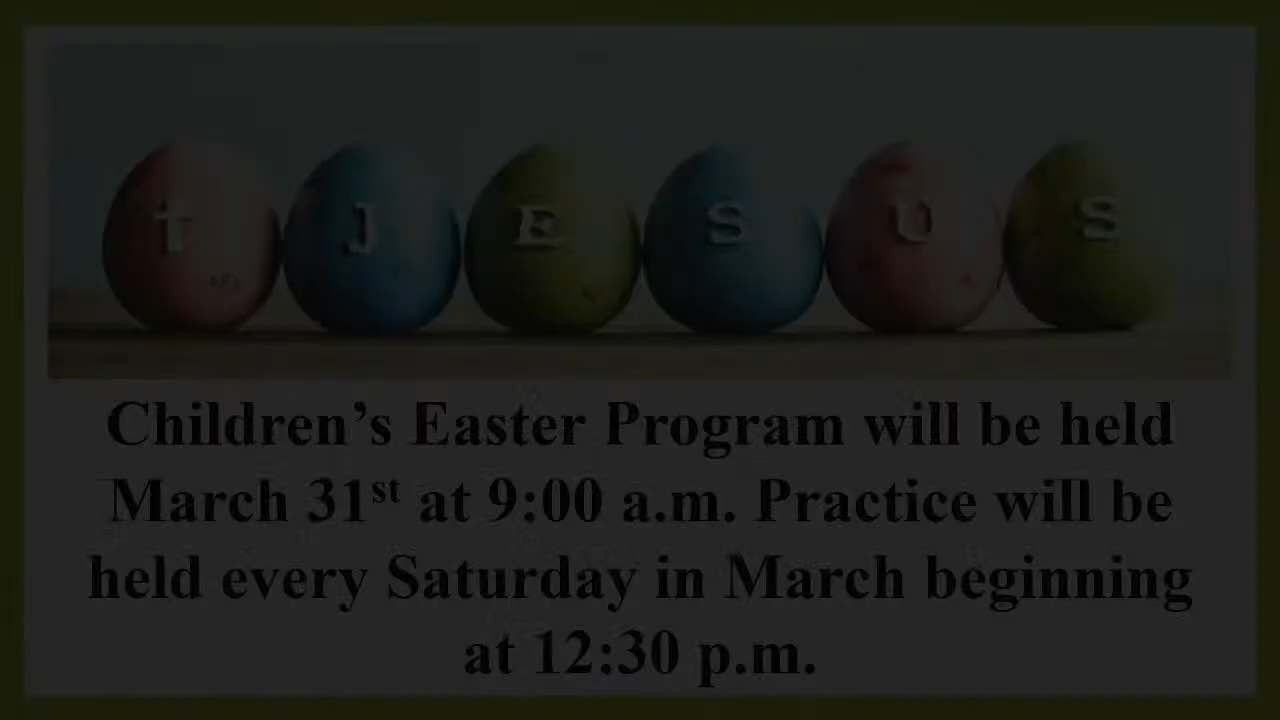 † J E S U S
Children’s Easter Program will be held
March 31st at 9:00 a.m. Practice will be
held every Saturday in March beginning
at 12:30 p.m.